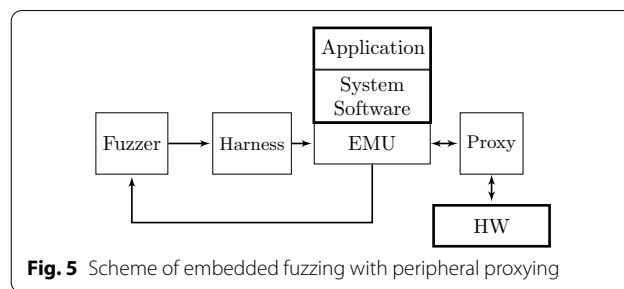 Application
System
Software
Fuzzer
Harness
EMU
Proxy
HW
Fig. 5 Scheme of embedded fuzzing with peripheral proxying